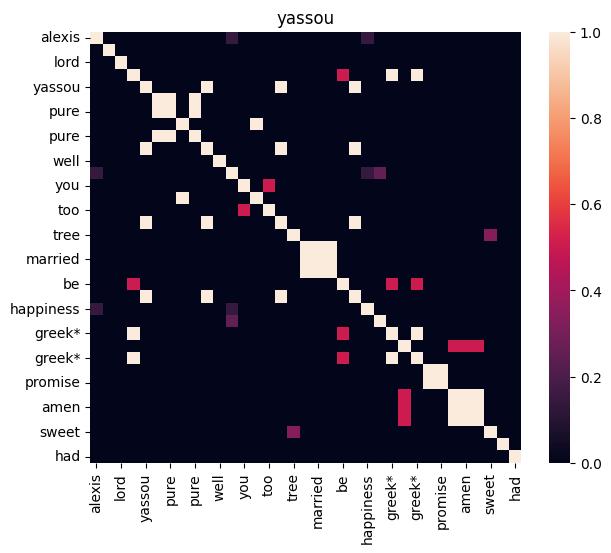 yassou
alexis
lord
yassou
pure
pure
well
you
too
tree
married
be
happiness
greek*
greek*
promise
amen
sweet
had
1.0
0.8
0.6
0.4
0.2
0.0
alexis
lord
yassou
pure
pure
well
you
too
tree
married
be
happiness
greek*
greek*
promise
amen
sweet
had